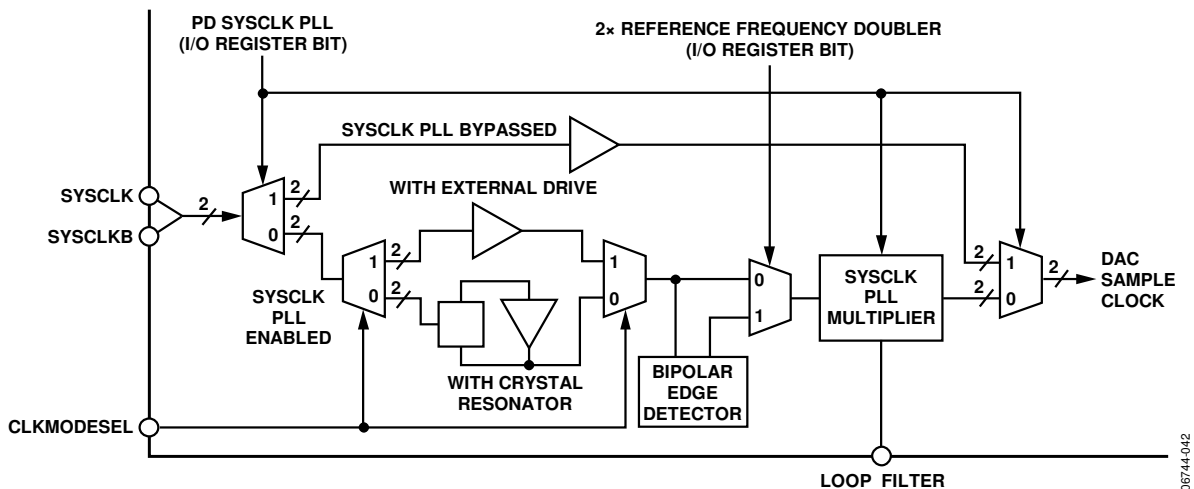 PD SYSCLK PLL
(I/O REGISTER BIT)
2× REFERENCE FREQUENCY DOUBLER
(I/O REGISTER BIT)
SYSCLK PLL BYPASSED
WITH EXTERNAL DRIVE
SYSCLK
SYSCLKB
2
1
0
2
2
SYSCLK
PLL
ENABLED
1
0
2
2
WITH CRYSTAL
RESONATOR
1
0
BIPOLAR
EDGE
DETECTOR
0
1
SYSCLK
PLL
MULTIPLIER
2
2
1
0
2
DAC
SAMPLE
CLOCK
CLKMODESEL
LOOP FILTER
06744-042